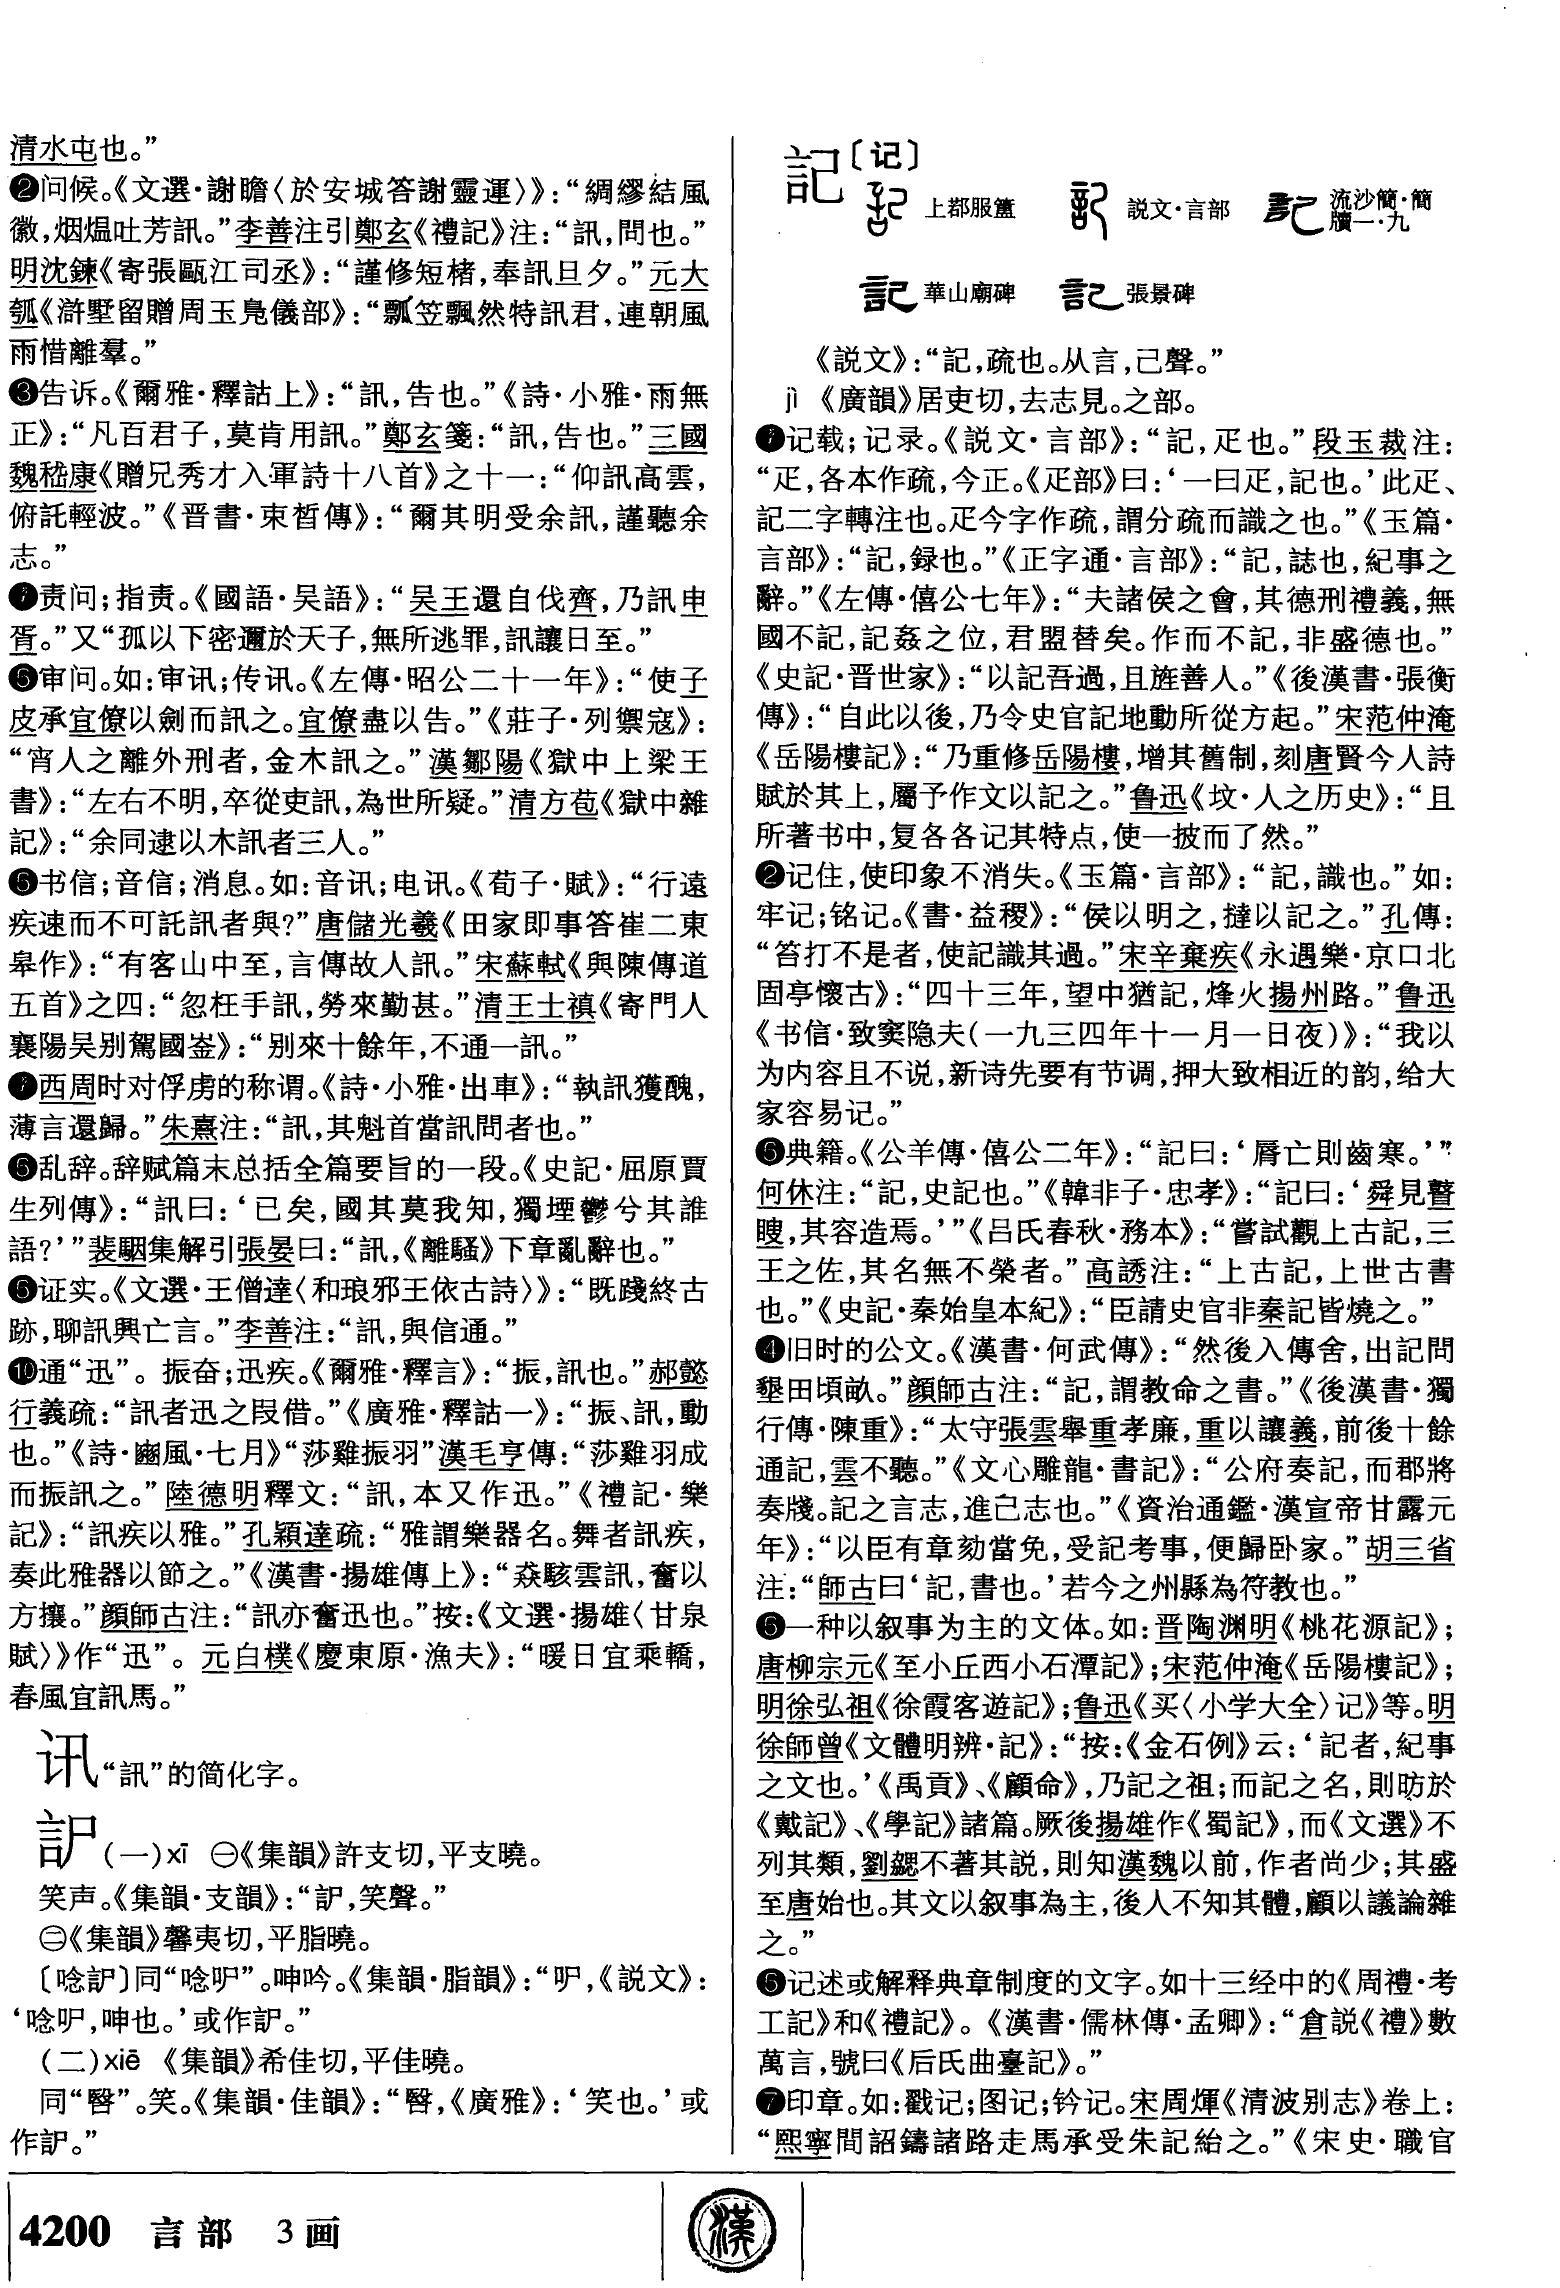 清水屯也。”
❷问候。《文選·謝瞻〈於安城答謝靈運〉》：“綢繆結風
徽，烟煴吐芳訊。”李善注引鄭玄《禮記》注：“訊，問也。”
明沈鍊《寄張甌江司丞》：“謹修短楮，奉訊旦夕。”元大
瓠《滸墅留贈周玉鳧儀部》：“瓢笠飄然特訊君，連朝風
雨惜離羣。”
❸告诉。《爾雅·釋詁上》：“訊，告也。”《詩·小雅·雨無
正》：“凡百君子，莫肯用訊。”鄭玄箋：“訊，告也。”三國
魏嵇康《贈兄秀才入軍詩十八首》之十一：“仰訊高雲，
俯託輕波。”《晋書·束皙傳》：“爾其明受余訊，謹聽余
志。”
❹责问；指责。《國語·吴語》：“吴王還自伐齊，乃訊申
胥。”又“孤以下密邇於天子，無所逃罪，訊讓日至。”
❺审问。如：审讯；传讯。《左傳·昭公二十一年》：“使子
皮承宜僚以劍而訊之。宜僚盡以告。”《莊子·列禦寇》：
“宵人之離外刑者，金木訊之。”漢鄒陽《獄中上梁王
書》：“左右不明，卒從吏訊，為世所疑。”清方苞《獄中雜
記》：“余同逮以木訊者三人。”
❻书信；音信；消息。如：音讯；电讯。《荀子·賦》：“行遠
疾速而不可託訊者與？”唐儲光羲《田家即事答崔二東
皋作》：“有客山中至，言傳故人訊。”宋蘇軾《與陳傳道
五首》之四：“忽枉手訊，勞來勤甚。”清王士禛《寄門人
襄陽吴别駕國崟》：“别來十餘年，不通一訊。”
❼西周时对俘虏的称谓。《詩·小雅·出車》：“執訊獲醜，
薄言還歸。”朱熹注：“訊，其魁首當訊問者也。”
❽乱辞。辞赋篇末总括全篇要旨的一段。《史記·屈原賈
生列傳》：“訊曰：‘已矣，國其莫我知，獨堙鬱兮其誰
語？’”裴駰集解引張晏曰：“訊，《離騷》下章亂辭也。”
❾证实。《文選·王僧達〈和琅邪王依古詩〉》：“既踐終古
跡，聊訊興亡言。”李善注：“訊，與信通。”
❿通“迅”。振奋；迅疾。《爾雅·釋言》：“振，訊也。”郝懿
行義疏：“訊者迅之叚借。”《廣雅·釋詁一》：“振、訊，動
也。”《詩·豳風·七月》“莎雞振羽”漢毛亨傳：“莎雞羽成
而振訊之。”陸德明釋文：“訊，本又作迅。”《禮記·樂
記》：“訊疾以雅。”孔穎達疏：“雅謂樂器名。舞者訊疾，
奏此雅器以節之。”《漢書·揚雄傳上》：“猋駭雲訊，奮以
方攘。”顔師古注：“訊亦奮迅也。”按：《文選·揚雄〈甘泉
賦〉》作“迅”。元白樸《慶東原·漁夫》：“暖日宜乘轎，
春風宜訊馬。”
讯“訊”的简化字。
訏(一)xī ㊀《集韻》許支切，平支曉。
笑声。《集韻·支韻》：“䚷，笑聲。”
㊁《集韻》馨夷切，平脂曉。
〔唸䚷〕同“唸吚”。呻吟。《集韻·脂韻》：“吚，《説文》：
‘唸吚，呻也。’或作䚷。”
(二)xiē 《集韻》希佳切，平佳曉。
同“䛳”。笑。《集韻·佳韻》：“䛳，《廣雅》：‘笑也。’或
作䚷。”
記〔记〕
上郡服簠 説文·言部 流沙簡·簡
牘一·九
華山廟碑 張景碑
《説文》：“記，疏也。从言，己聲。”
jì 《廣韻》居吏切，去志見。之部。
❶记载；记录。《説文·言部》：“記，疋也。”段玉裁注：
“疋，各本作疏，今正。《疋部》曰：‘一曰疋，記也。’此疋、
記二字轉注也。疋今字作疏，謂分疏而識之也。”《玉篇·
言部》：“記，録也。”《正字通·言部》：“記，誌也，紀事之
辭。”《左傳·僖公七年》：“夫諸侯之會，其德刑禮義，無
國不記，記姦之位，君盟替矣。作而不記，非盛德也。”
《史記·晋世家》：“以記吾過，且旌善人。”《後漢書·張衡
傳》：“自此以後，乃令史官記地動所從方起。”宋范仲淹
《岳陽樓記》：“乃重修岳陽樓，增其舊制，刻唐賢今人詩
賦於其上，屬予作文以記之。”鲁迅《坟·人之历史》：“且
所著书中，复各各记其特点，使一披而了然。”
❷记住，使印象不消失。《玉篇·言部》：“記，識也。”如：
牢记；铭记。《書·益稷》：“侯以明之，撻以記之。”孔傳：
“笞打不是者，使記識其過。”宋辛棄疾《永遇樂·京口北
固亭懷古》：“四十三年，望中猶記，烽火揚州路。”鲁迅
《书信·致窦隐夫(一九三四年十一月一日夜)》：“我以
为内容且不说，新诗先要有节调，押大致相近的韵，给大
家容易记。”
❸典籍。《公羊傳·僖公二年》：“記曰：‘脣亡則齒寒。’”
何休注：“記，史記也。”《韓非子·忠孝》：“記曰：‘舜見瞽
瞍，其容造焉。’”《吕氏春秋·務本》：“嘗試觀上古記，三
王之佐，其名無不榮者。”高誘注：“上古記，上世古書
也。”《史記·秦始皇本紀》：“臣請史官非秦記皆燒之。”
❹旧时的公文。《漢書·何武傳》：“然後入傳舍，出記問
墾田頃畝。”顔師古注：“記，謂教命之書。”《後漢書·獨
行傳·陳重》：“太守張雲舉重孝廉，重以讓義，前後十餘
通記，雲不聽。”《文心雕龍·書記》：“公府奏記，而郡將
奏牋。記之言志，進己志也。”《資治通鑑·漢宣帝甘露元
年》：“以臣有章劾當免，受記考事，便歸卧家。”胡三省
注：“師古曰‘記，書也。’若今之州縣為符教也。”
❺一种以叙事为主的文体。如：晋陶渊明《桃花源記》；
唐柳宗元《至小丘西小石潭記》；宋范仲淹《岳陽樓記》；
明徐弘祖《徐霞客遊記》；鲁迅《买〈小学大全〉记》等。明
徐師曾《文體明辨·記》：“按：《金石例》云：‘記者，紀事
之文也。’《禹貢》、《顧命》，乃記之祖；而記之名，則昉於
《戴記》、《學記》諸篇。厥後揚雄作《蜀記》，而《文選》不
列其類，劉勰不著其説，則知漢魏以前，作者尚少；其盛
至唐始也。其文以叙事為主，後人不知其體，顧以議論雜
之。”
❻记述或解释典章制度的文字。如十三经中的《周禮·考
工記》和《禮記》。《漢書·儒林傳·孟卿》：“倉説《禮》數
萬言，號曰《后氏曲臺記》。”
❼印章。如：戳记；图记；钤记。宋周煇《清波别志》卷上：
“熙寧間詔鑄諸路走馬承受朱記給之。”《宋史·職官
4200 言部 3画
漢